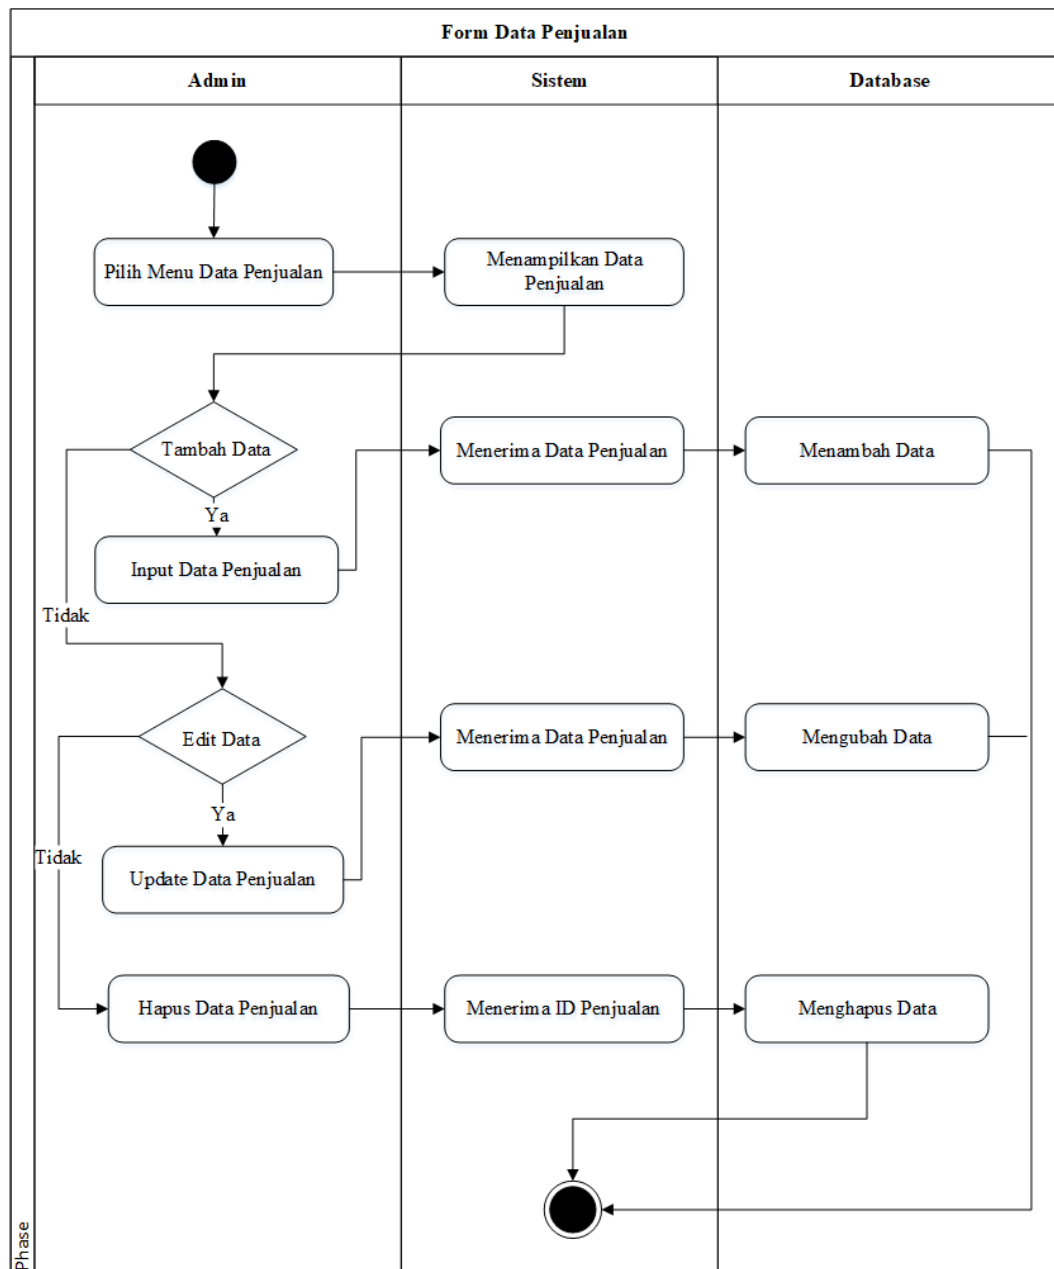 Form Data Penjualan
Admin
Sistem
Database
Pilih Menu Data Penjualan
Menampilkan Data
Penjualan
Tambah Data
Menerima Data Penjualan
Menambah Data
Ya
Input Data Penjualan
Tidak
Edit Data
Menerima Data Penjualan
Mengubah Data
Ya
Tidak
Update Data Penjualan
Hapus Data Penjualan
Menerima ID Penjualan
Menghapus Data
Phase